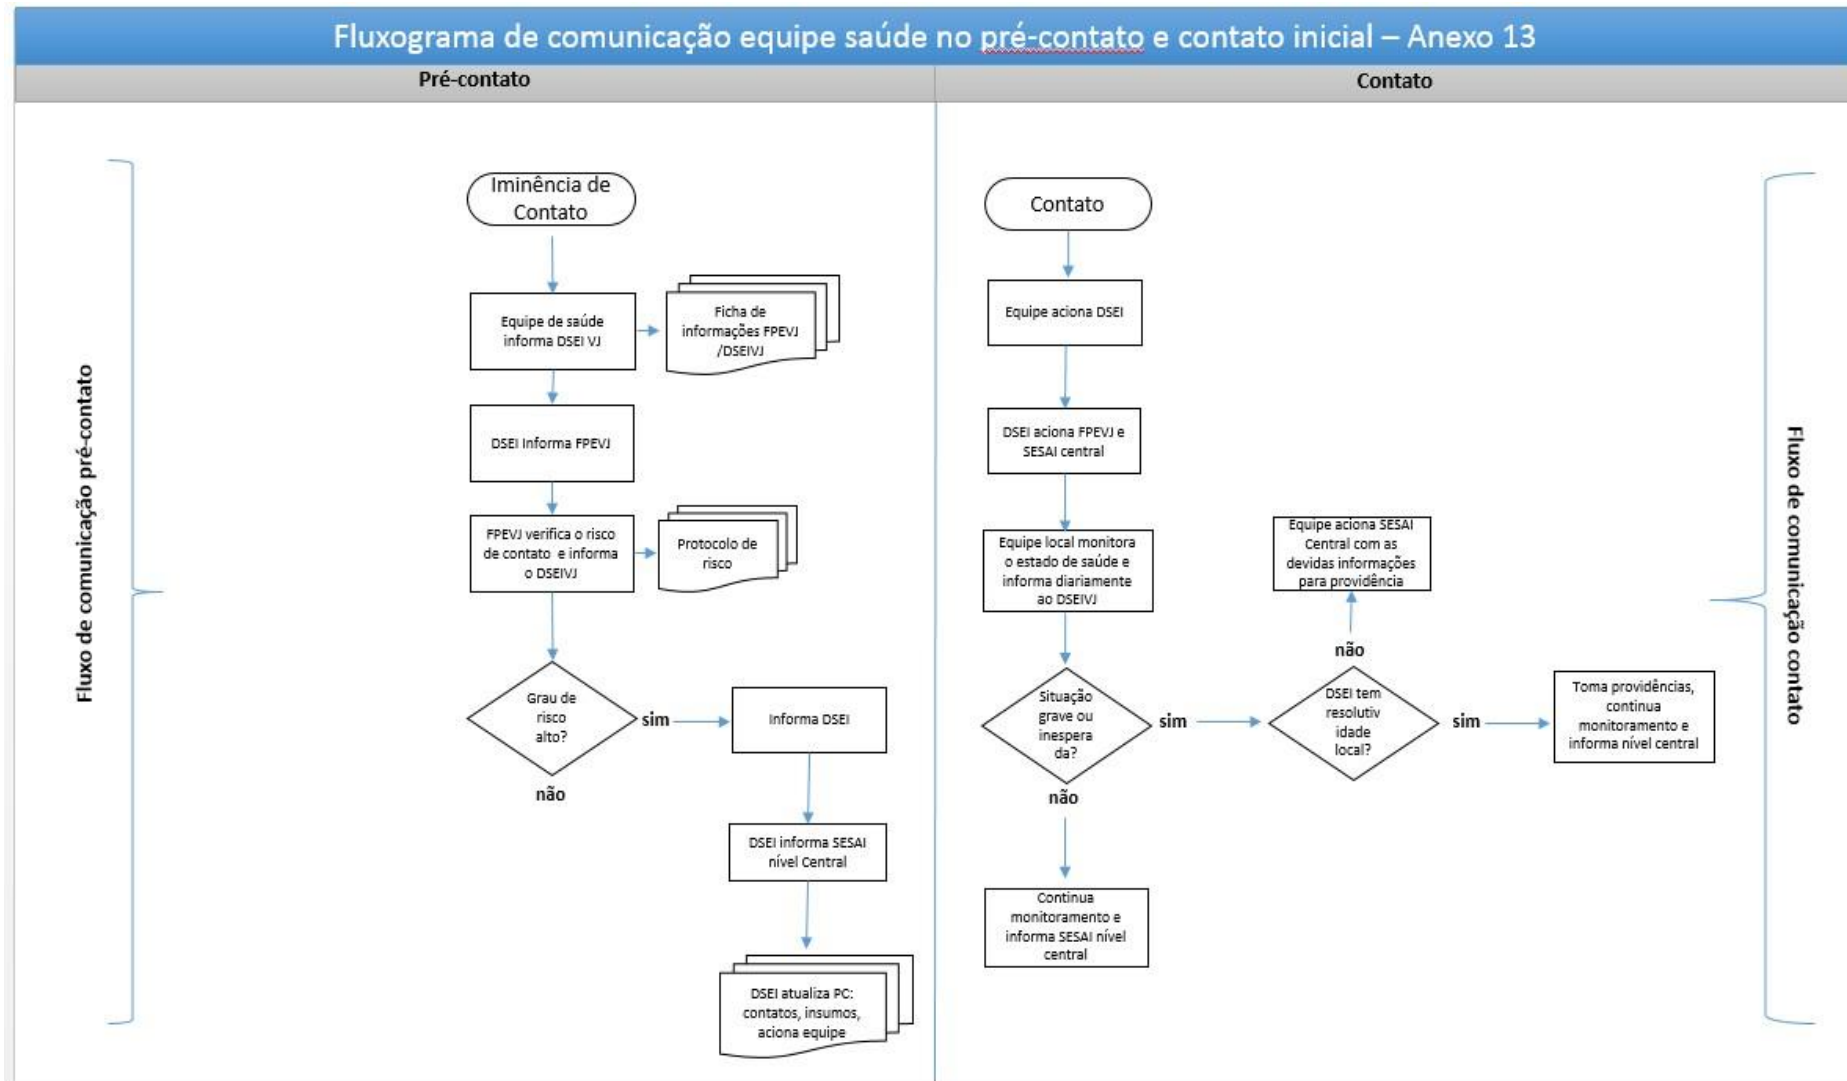 Fluxograma de comunicação equipe saúde no pré-contato e contato inicial – Anexo 13
Pré-contato
Contato
Fluxo de comunicação pré-contato
Iminência de
Contato
Equipe de saúde
informa DSEI VJ
Ficha de
informações FPEVJ
/DSEIVJ
DSEI Informa FPEVJ
FPEVJ verifica o risco
de contato e informa
o DSEIVJ
Protocolo de
risco
Grau de
risco
alto?
sim
não
Informa DSEI
DSEI informa SESAI
nível Central
DSEI atualiza PC:
contatos, insumos,
aciona equipe
Contato
Equipe aciona DSEI
DSEI aciona FPEVJ e
SESAI central
Equipe local monitora
o estado de saúde e
informa diariamente
ao DSEIVJ
Situação
grave ou
inespera
da?
sim
não
Continua
monitoramento e
informa SESAI nível
central
DSEI tem
resolutiv
idade
local?
não
Equipe aciona SESAI
Central com as
devidas informações
para providência
sim
Toma providências,
continua
monitoramento e
informa nível central
Fluxo de comunicação contato